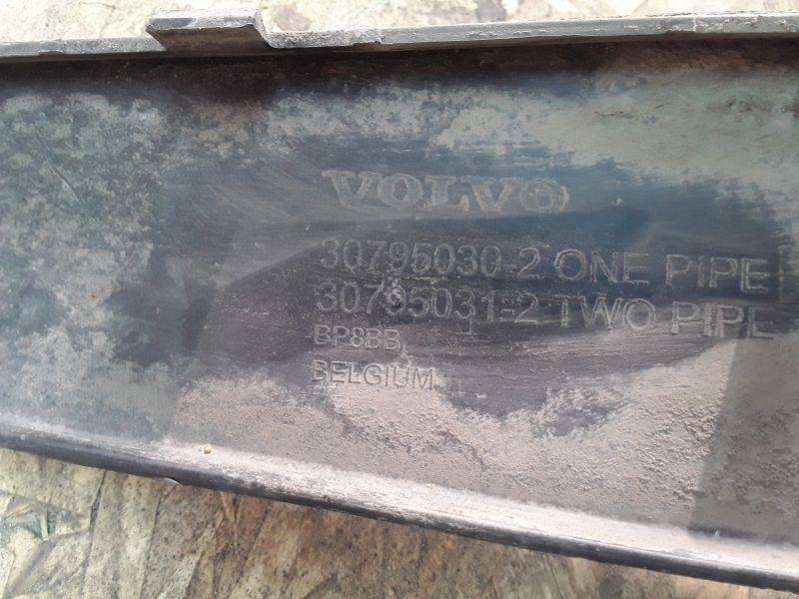 VOLVO
30795030-2 ONE PIPE
30795031-2 TWO PIPE
BP8BB
BELGIUM